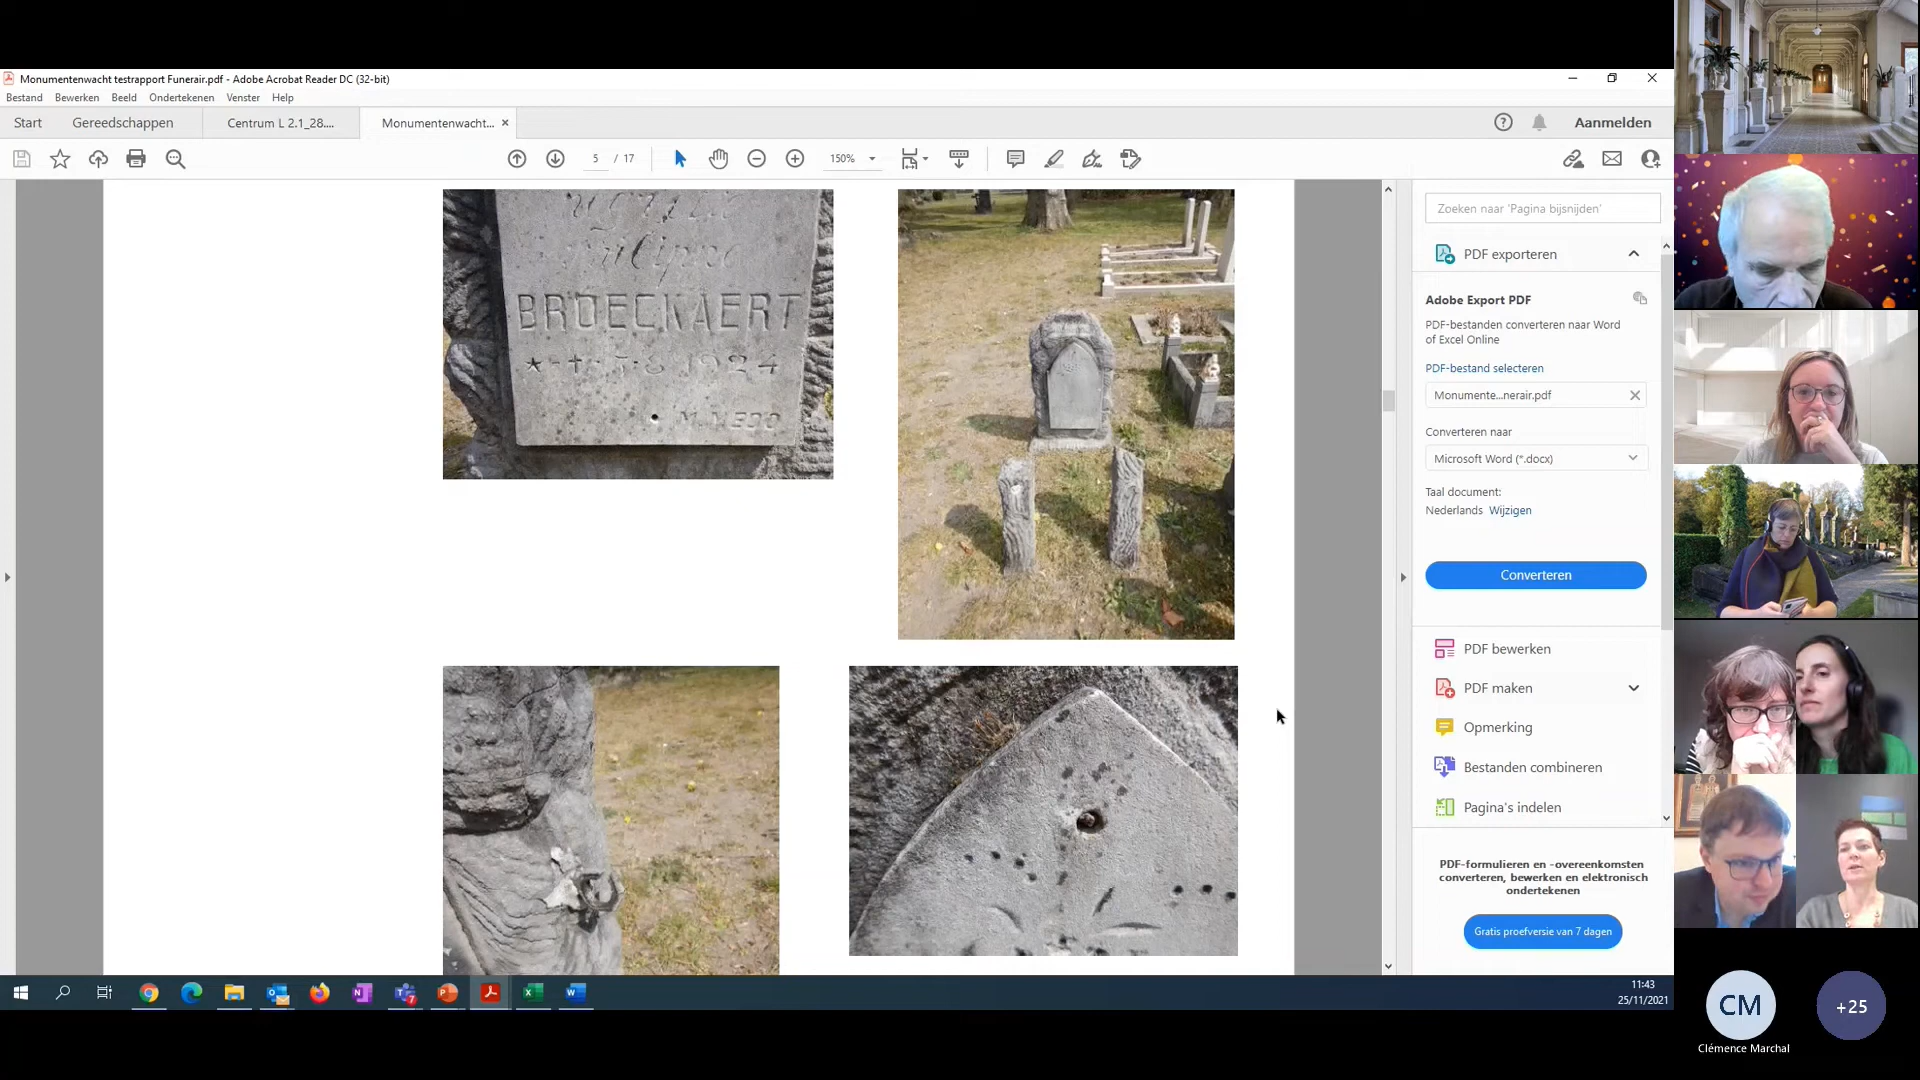 Monumentenwacht testrapport Funerair.pdf - Adobe Acrobat Reader DC (32-bit)
Bestand Bewerken Beeld Ondertekenen Venster Help
Start Gereedschappen Centrum L 2.1_28.... Monumentenwacht... × Aanmelden
5 / 17 150%
BROECKAERT
1924
Zoeken naar 'Pagina bijsnijden'
PDF exporteren
Adobe Export PDF
PDF-bestanden converteren naar Word
of Excel Online
PDF-bestand selecteren
Monumente...nerair.pdf
Converteren naar
Microsoft Word (*.docx)
Taal document:
Nederlands Wijzigen
Converteren
PDF bewerken
PDF maken
Opmerking
Bestanden combineren
Pagina's indelen
PDF-formulieren en -overeenkomsten
converteren, bewerken en elektronisch
ondertekenen
Gratis proefversie van 7 dagen
11:43
25/11/2021
CM
+25
Clémence Marchal